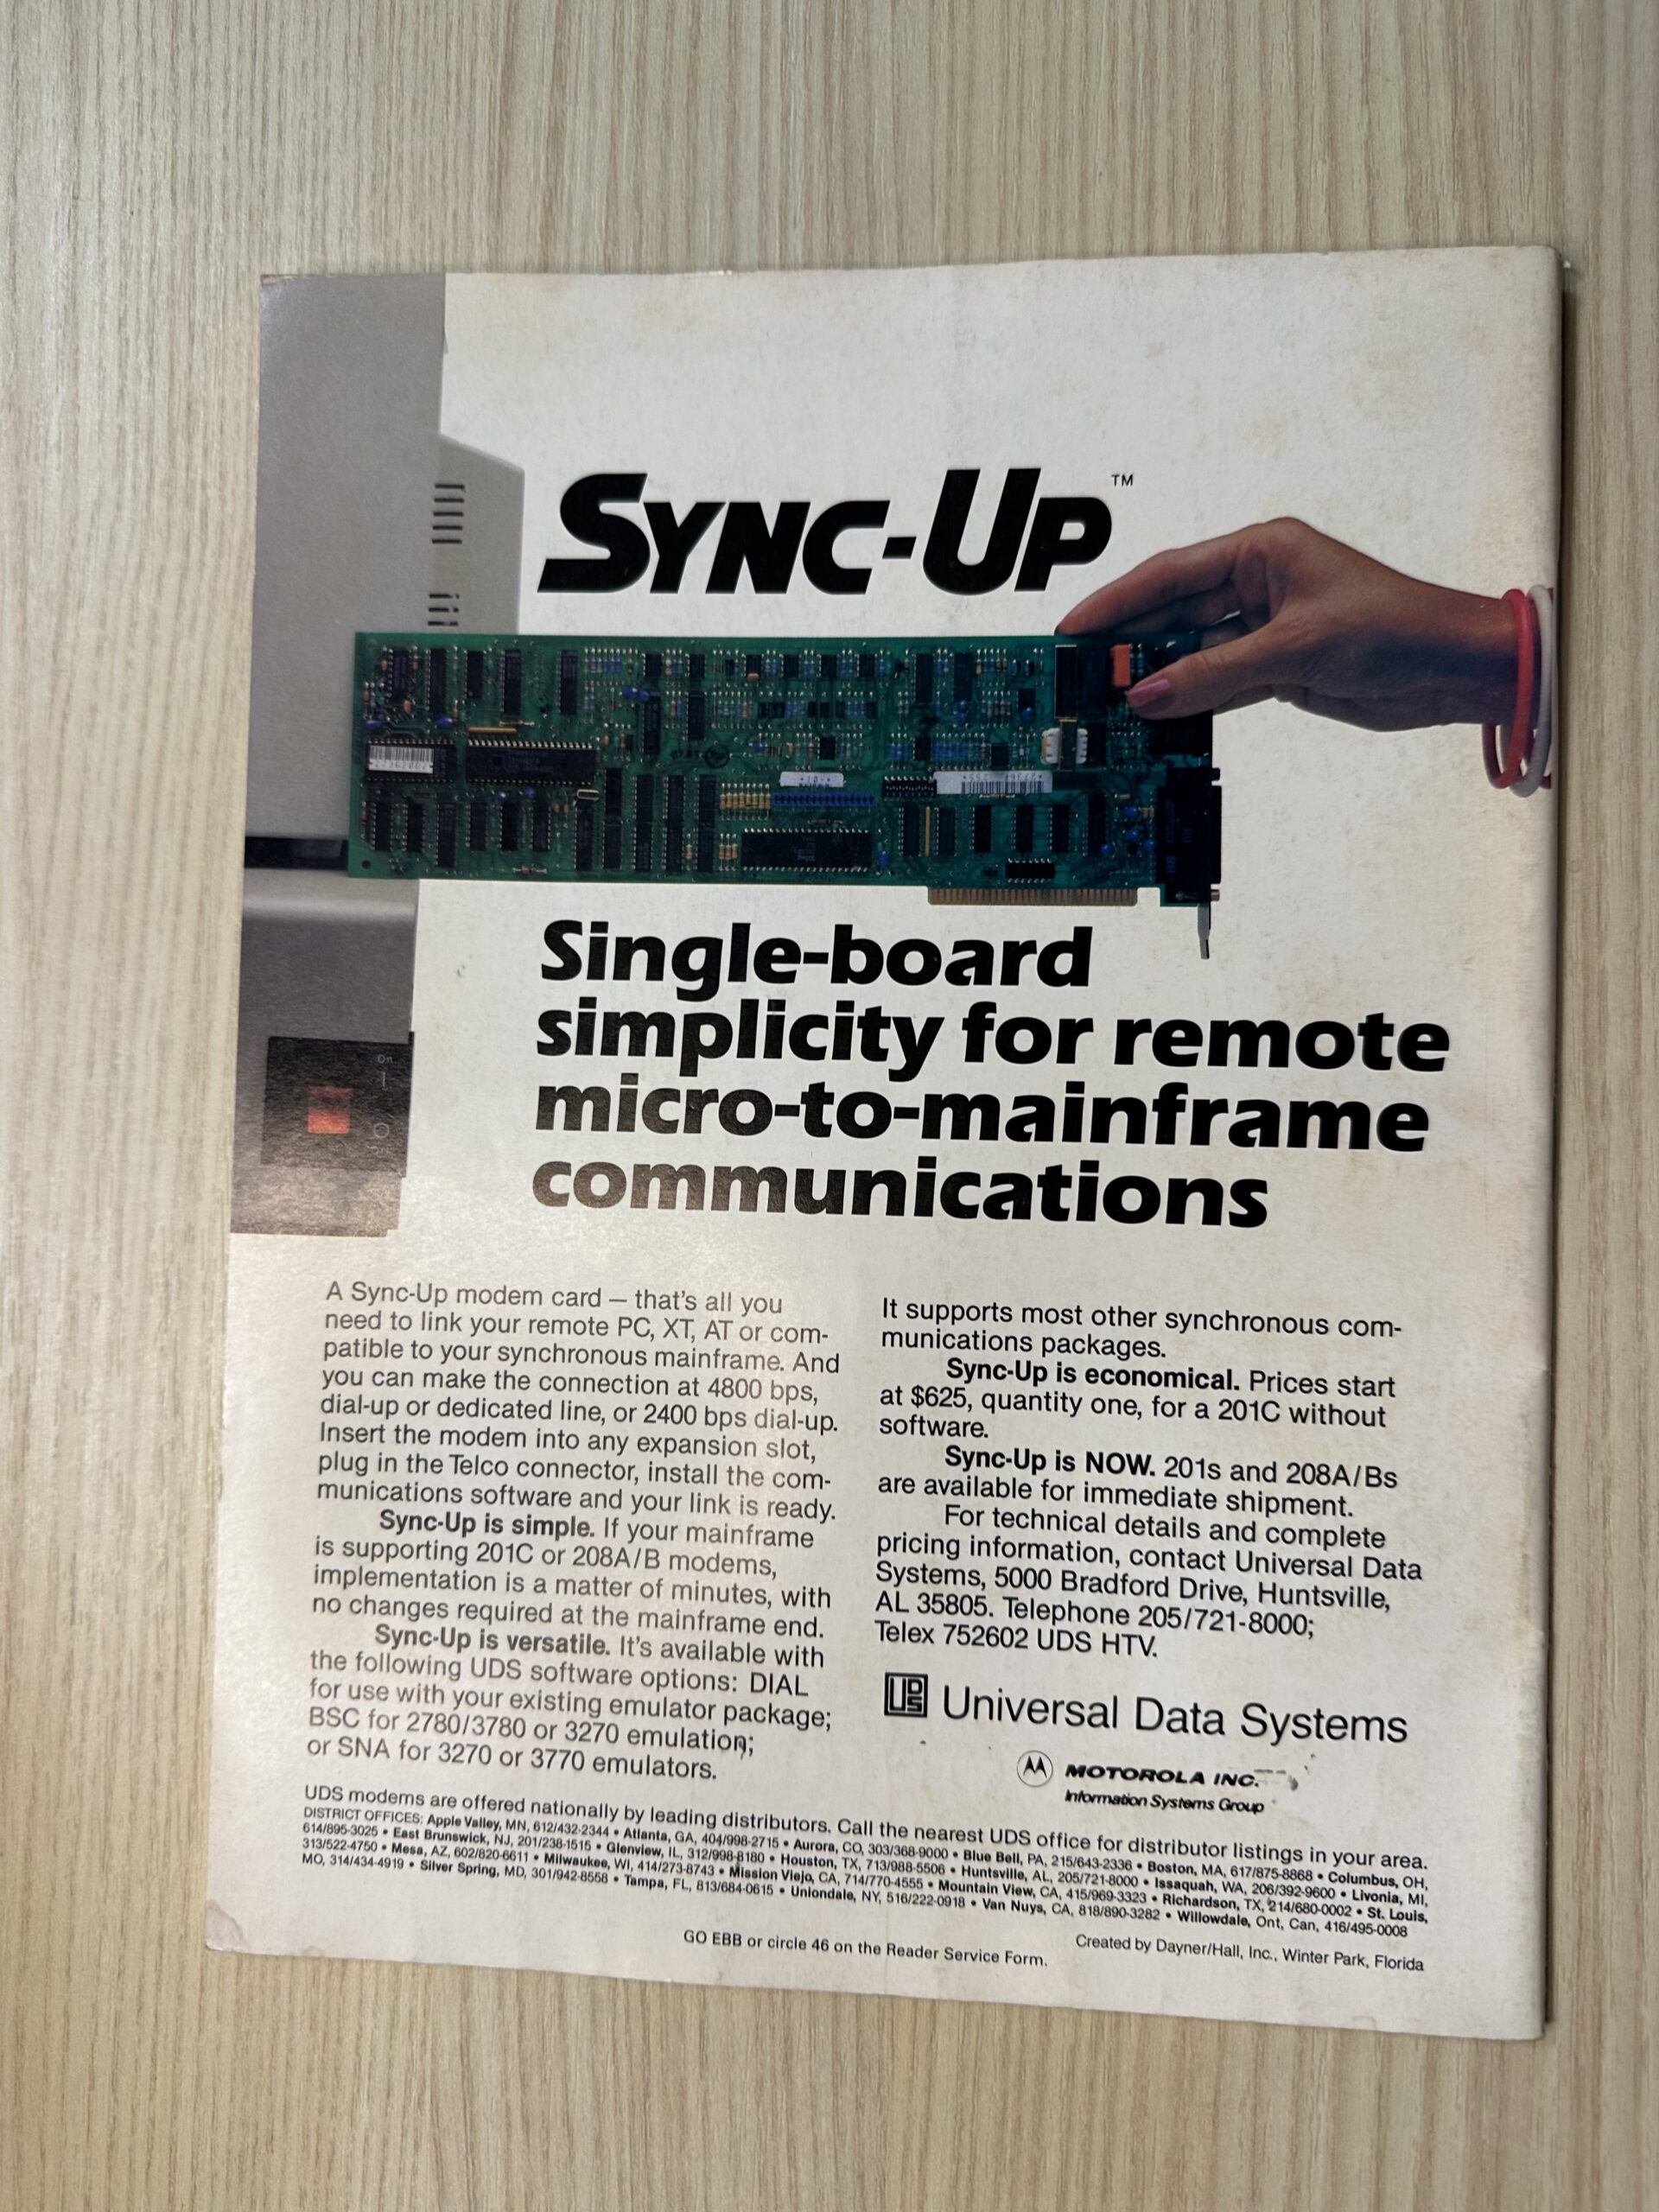 SYNC-UP™
On
Single-board
simplicity for remote
micro-to-mainframe
communications
A Sync-Up modem card — that's all you
need to link your remote PC, XT, AT or com-
patible to your synchronous mainframe. And
you can make the connection at 4800 bps,
dial-up or dedicated line, or 2400 bps dial-up.
Insert the modem into any expansion slot,
plug in the Telco connector, install the com-
munications software and your link is ready.
Sync-Up is simple. If your mainframe
is supporting 201C or 208A/B modems,
implementation is a matter of minutes, with
no changes required at the mainframe end.
Sync-Up is versatile. It's available with
the following UDS software options: DIAL
for use with your existing emulator package;
BSC for 2780/3780 or 3270 emulation;
or SNA for 3270 or 3770 emulators.
It supports most other synchronous com-
munications packages.
Sync-Up is economical. Prices start
at $625, quantity one, for a 201C without
software.
Sync-Up is NOW. 201s and 208A/Bs
are available for immediate shipment.
For technical details and complete
pricing information, contact Universal Data
Systems, 5000 Bradford Drive, Huntsville,
AL 35805. Telephone 205/721-8000;
Telex 752602 UDS HTV.
UDS Universal Data Systems
MOTOROLA INC.
Information Systems Group
UDS modems are offered nationally by leading distributors. Call the nearest UDS office for distributor listings in your area.
DISTRICT OFFICES: Apple Valley, MN, 612/432-2344 • Atlanta, GA, 404/998-2715 • Aurora, CO, 303/368-9000 • Blue Bell, PA, 215/643-2336 • Boston, MA, 617/875-8868 • Columbus, OH,
614/895-3025 • East Brunswick, NJ, 201/238-1515 • Glenview, IL, 312/998-8180 • Houston, TX, 713/988-5506 • Huntsville, AL, 205/721-8000 • Issaquah, WA, 206/392-9600 • Livonia, MI,
313/522-4750 • Mesa, AZ, 602/820-6611 • Milwaukee, WI, 414/273-8743 • Mission Viejo, CA, 714/770-4555 • Mountain View, CA, 415/969-3323 • Richardson, TX, 214/680-0002 • St. Louis,
MO, 314/434-4919 • Silver Spring, MD, 301/942-8558 • Tampa, FL, 813/684-0615 • Uniondale, NY, 516/222-0918 • Van Nuys, CA, 818/890-3282 • Willowdale, Ont, Can, 416/495-0008
GO EBB or circle 46 on the Reader Service Form.
Created by Dayner/Hall, Inc., Winter Park, Florida